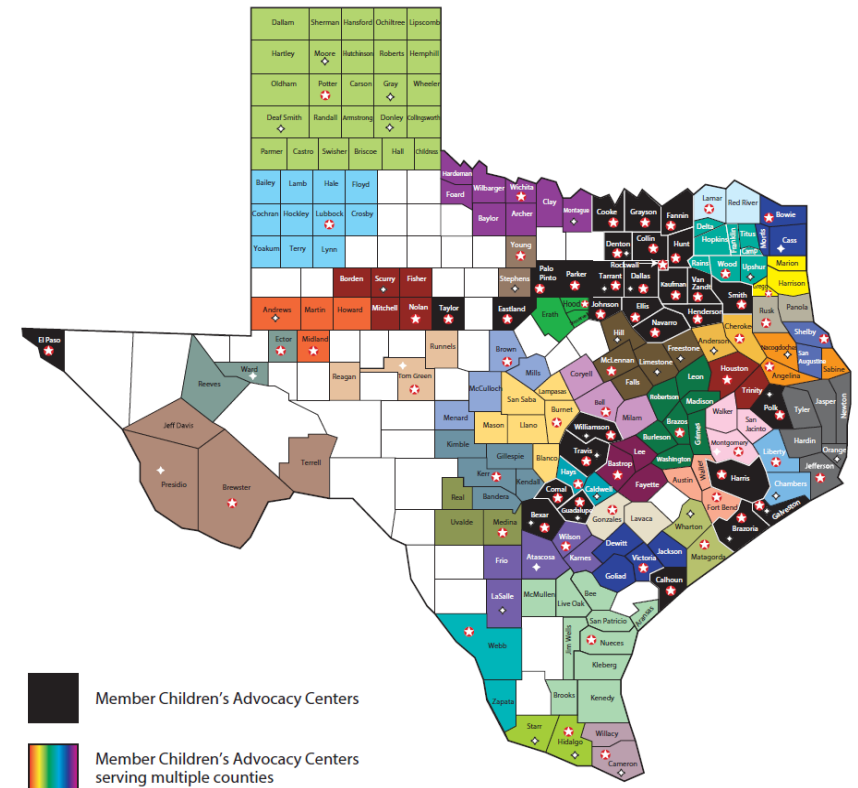 Dallam Sherman Hansford Ochiltree Lipscomb
Hartley Moore Hutchinson Roberts Hemphill
Oldham Potter Carson Gray Wheeler
Deaf Smith Randall Armstrong Donley Collingsworth
Parmer Castro Swisher Briscoe Hall Childress
Bailey Lamb Hale Floyd
Cochran Hockley Lubbock Crosby
Yoakum Terry Lynn
Hardeman
Foard Wilbarger Wichita
Clay
Baylor Archer
Montague Cooke Grayson Fannin
Lamar Red River
Bowie
Delta
Hopkins Franklin Titus Morris Cass
Camp
Young
Denton Collin Hunt
Rains Wood Upshur Marion
Rockwall
Stephens Palo
Pinto Parker Tarrant Dallas Kaufman Van
Zandt Smith Gregg Harrison
Borden Scurry Fisher
Andrews Martin Howard Mitchell Nolan Taylor Eastland
Erath Hood Johnson Ellis Henderson
Navarro
Rusk Panola
Cherokee
Anderson
Shelby
Nacogdoches
San
Augustine
Sabine
Angelina
El Paso
Ector Midland
Ward
Reeves
Reagan Tom Green Runnels
Brown
Mills
McCulloch
Coryell
Hill
McLennan Limestone Freestone
Falls
Leon Houston
Trinity
Lampasas
San Saba
Bell Milam
Burnet
Robertson
Madison
Brazos
Grimes
Walker San
Jacinto
Polk Tyler Jasper Newton
Menard Mason Llano
Kimble
Williamson
Burleson
Washington
Montgomery
Hardin
Liberty
Orange
Jefferson
Jeff Davis
Terrell
Presidio
Brewster
Gillespie
Blanco
Travis
Lee
Bastrop
Hays
Kerr
Kendall
Bandera
Comal
Caldwell
Fayette
Austin
Waller
Harris
Chambers
Real
Uvalde Medina
Bexar Guadalupe
Gonzales Lavaca
Fort Bend
Galveston
Brazoria
Wharton
Matagorda
Wilson
Frio Atascosa Karnes
Dewitt
Victoria Jackson
Goliad
Calhoun
LaSalle McMullen Live Oak Bee
Aransas
San Patricio
Nueces
Jim Wells
Webb
Kleberg
Zapata
Brooks Kenedy
Starr Hidalgo Willacy
Cameron
Member Children's Advocacy Centers
Member Children's Advocacy Centers
serving multiple counties